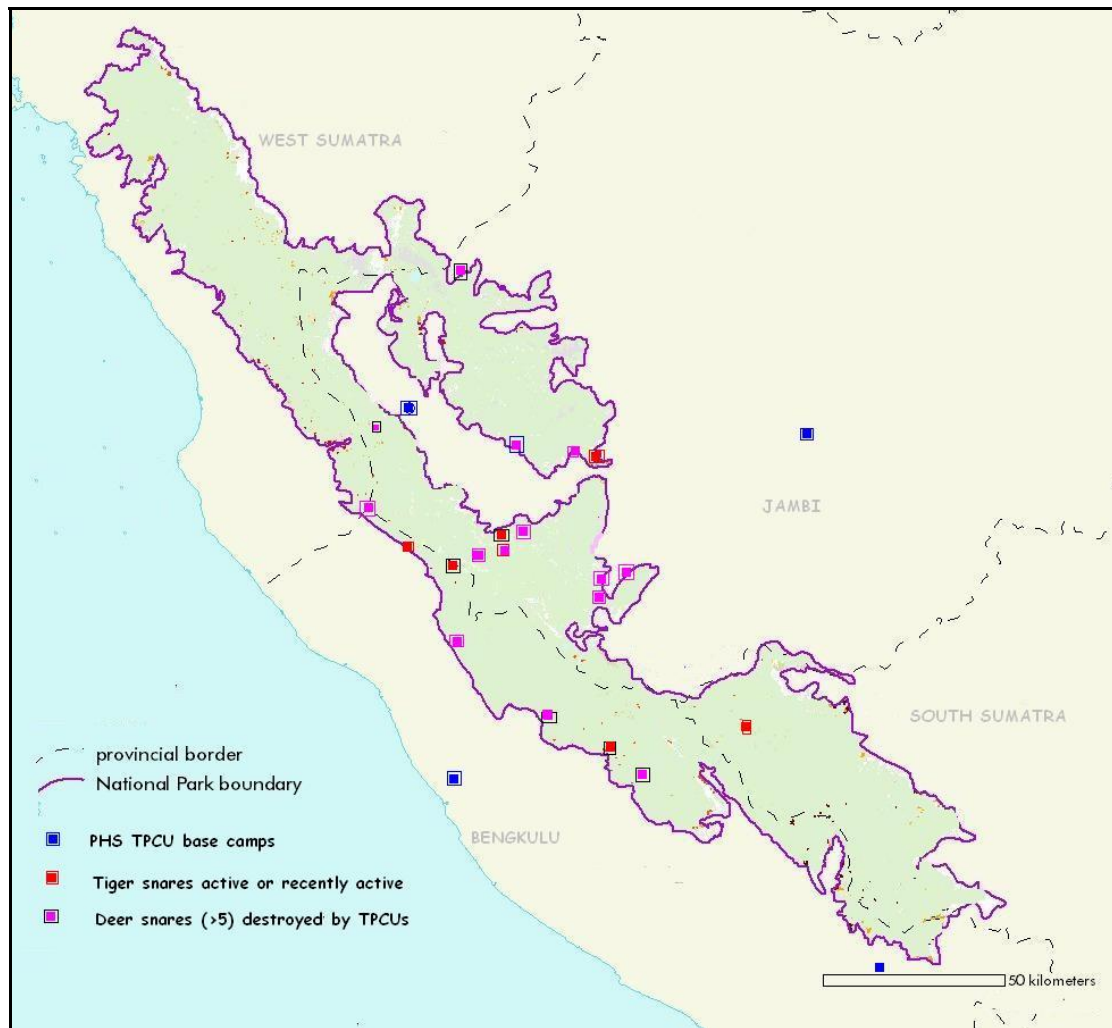 WEST SUMATRA
JAMBI
SOUTH SUMATRA
BENGKULU
provincial border
National Park boundary
PHS TPCU base camps
Tiger snares active or recently active
Deer snares (>5) destroyed by TPCUs
50 kilometers